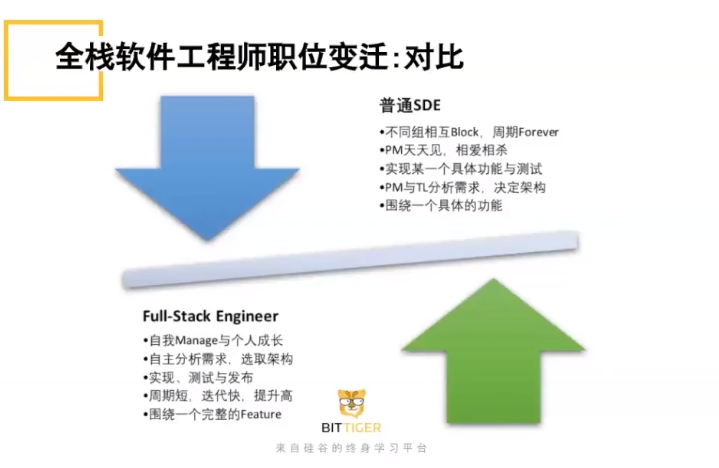 全栈软件工程师职位变迁:对比
普通SDE
•不同组相互Block，周期Forever
•PM天天见，相爱相杀
•实现某一个具体功能与测试
•PM与TL分析需求，决定架构
•围绕一个具体的功能
Full-Stack Engineer
•自我Manage与个人成长
•自主分析需求，选取架构
•实现、测试与发布
•周期短，迭代快，提升高
•围绕一个完整的Feature
BITTIGER
来自硅谷的终身学习平台